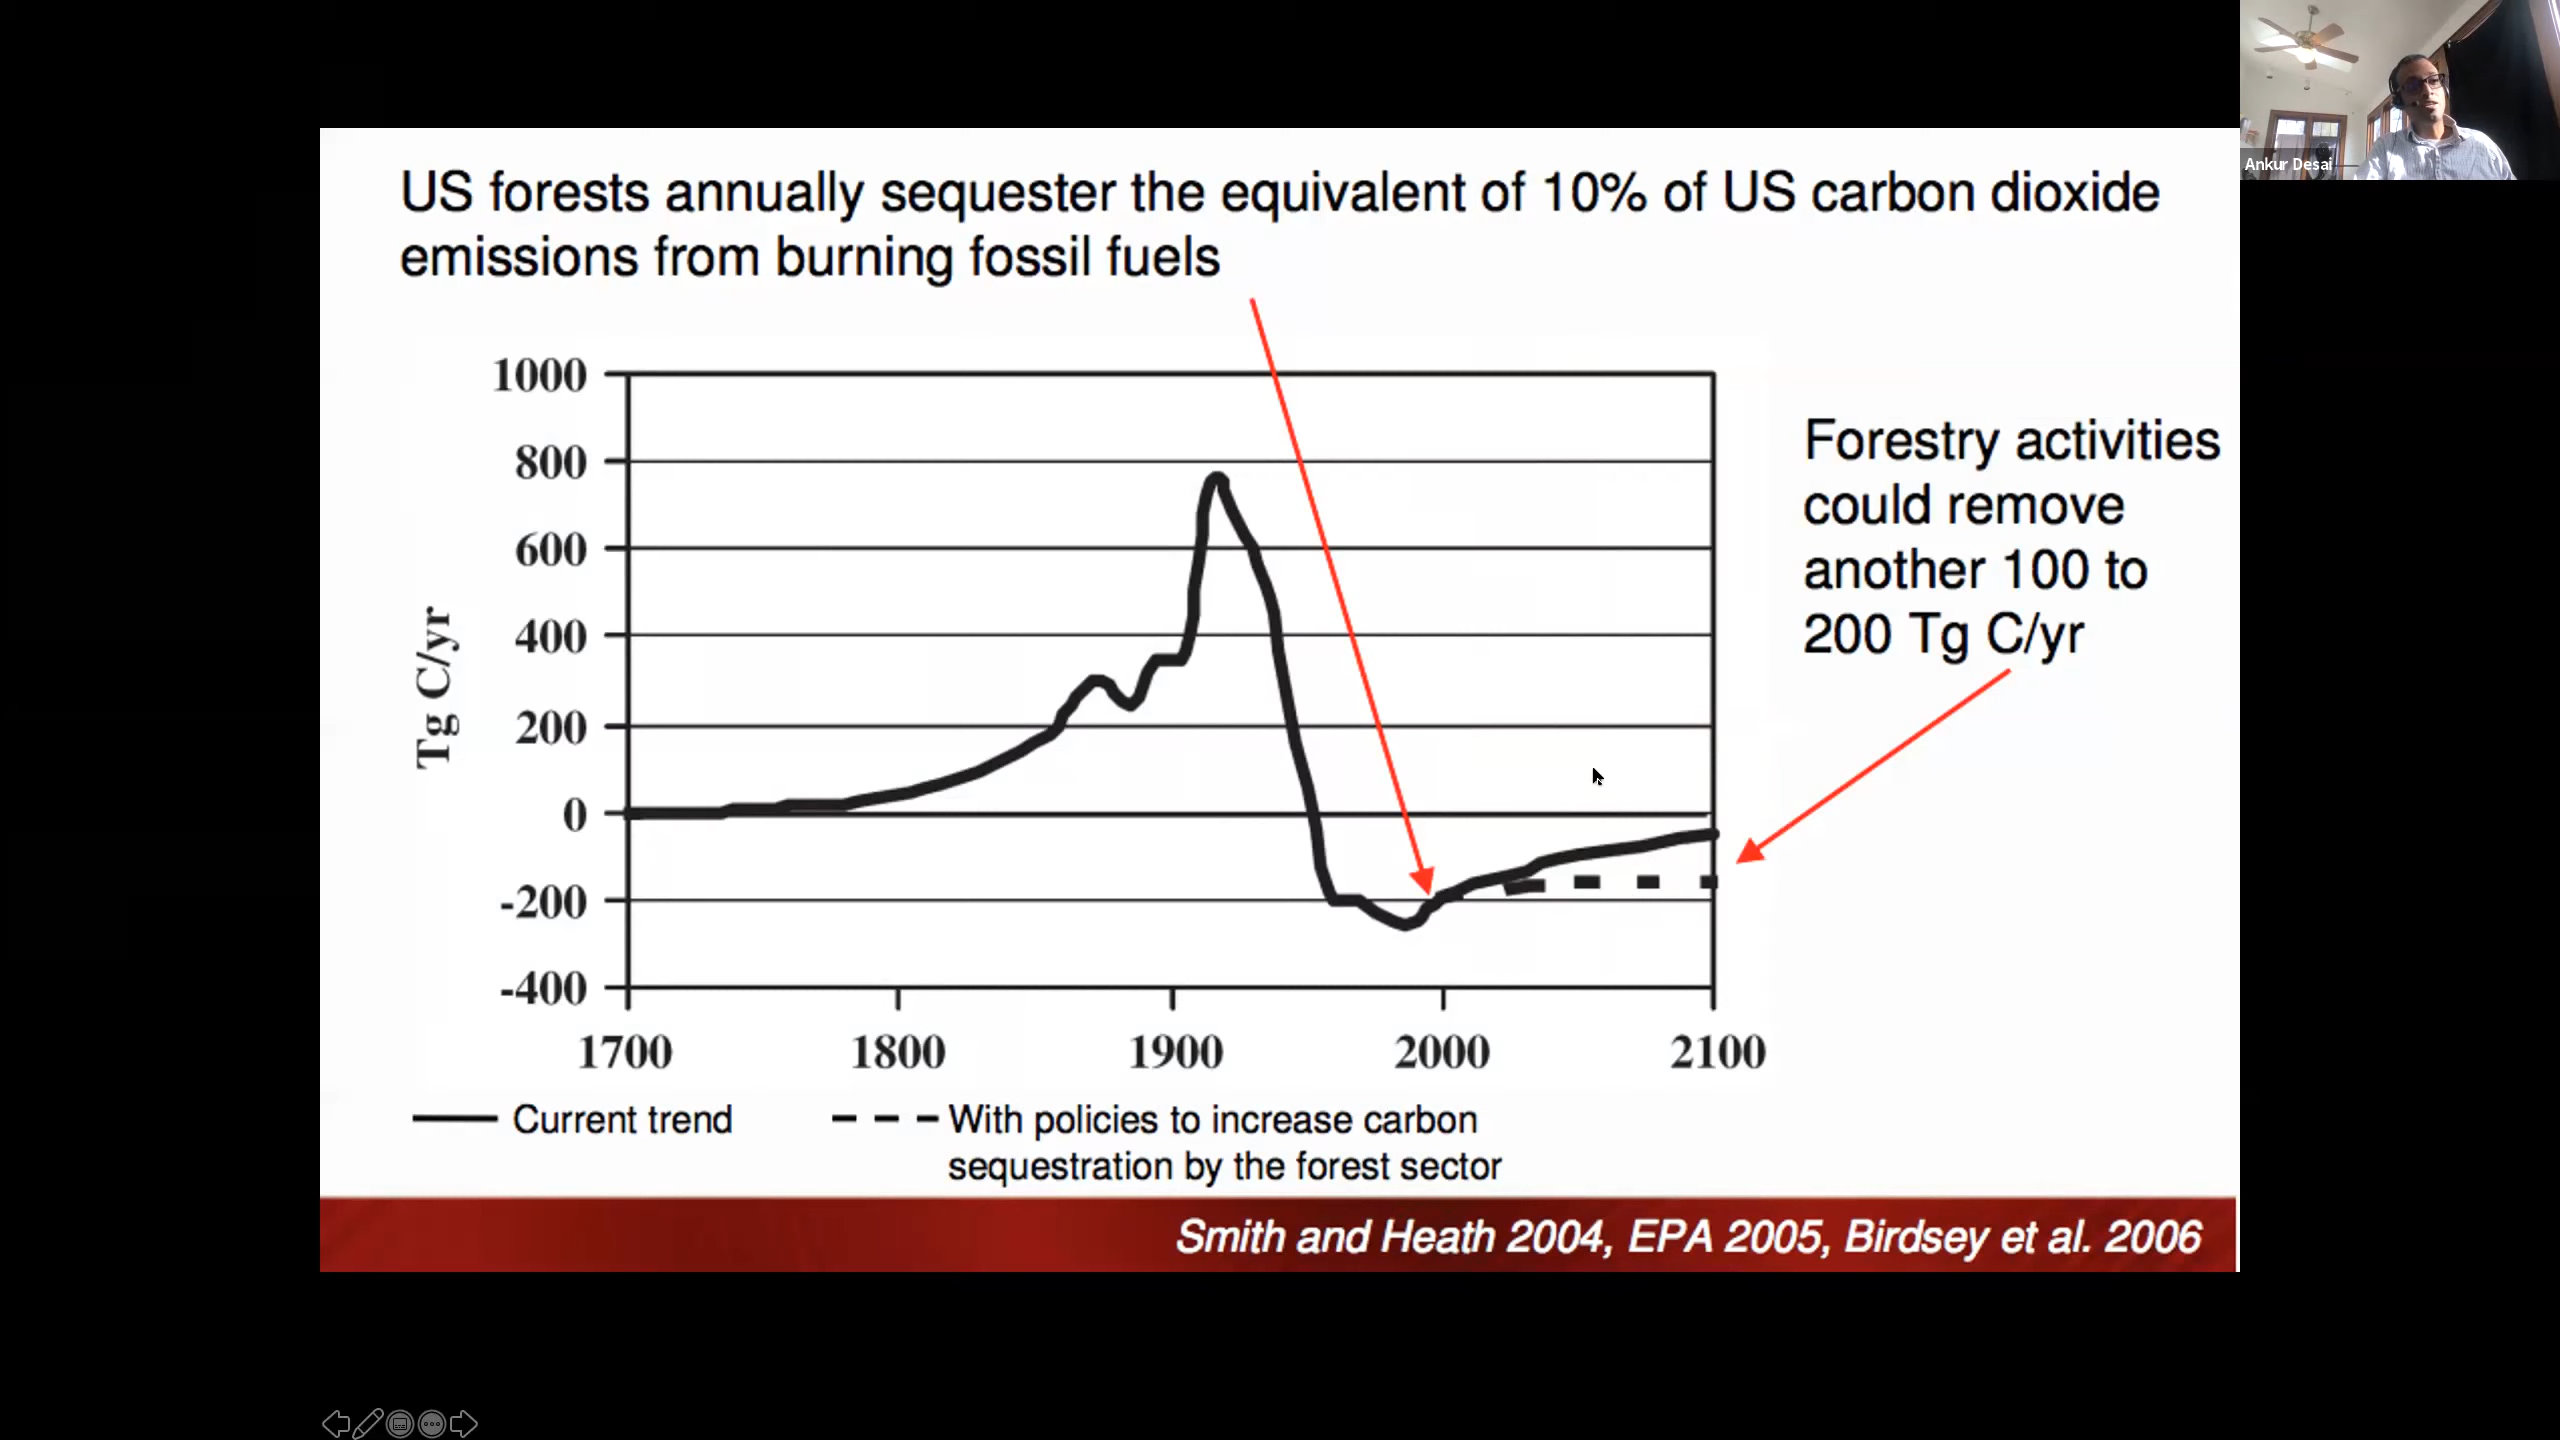 Ankur Desai
US forests annually sequester the equivalent of 10% of US carbon dioxide
emissions from burning fossil fuels
1000
800
600
400
200
0
-200
-400
Tg C/yr
1700 1800 1900 2000 2100
Forestry activities
could remove
another 100 to
200 Tg C/yr
Current trend
With policies to increase carbon
sequestration by the forest sector
Smith and Heath 2004, EPA 2005, Birdsey et al. 2006